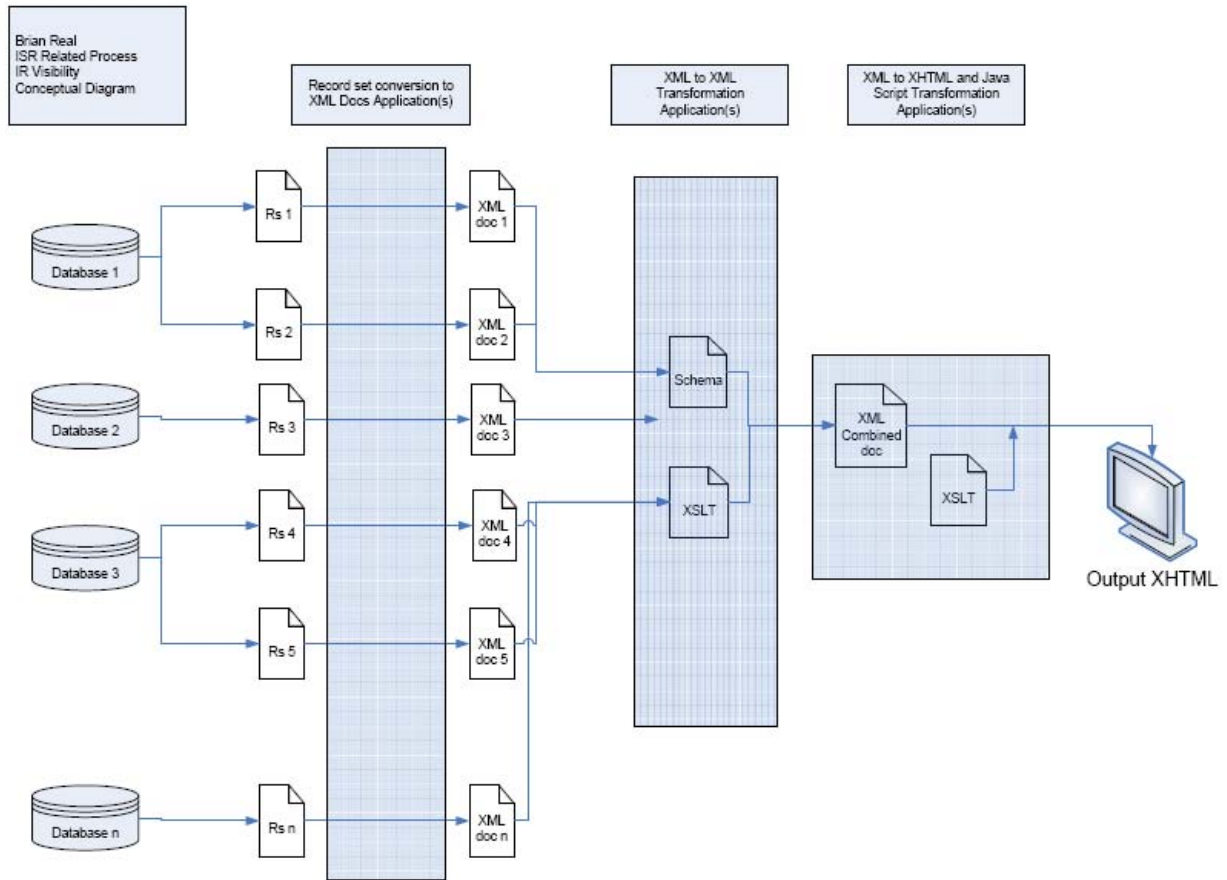 Brian Real
ISR Related Process
IR Visibility
Conceptual Diagram
Record set conversion to
XML Docs Application(s)
XML to XML
Transformation
Application(s)
XML to XHTML and Java
Script Transformation
Application(s)
Database 1
Rs 1
XML
doc 1
Rs 2
XML
doc 2
Database 2
Rs 3
XML
doc 3
Schema
XML
Combined
doc
XSLT
XSLT
Output XHTML
Database 3
Rs 4
XML
doc 4
Rs 5
XML
doc 5
Database n
Rs n
XML
doc n